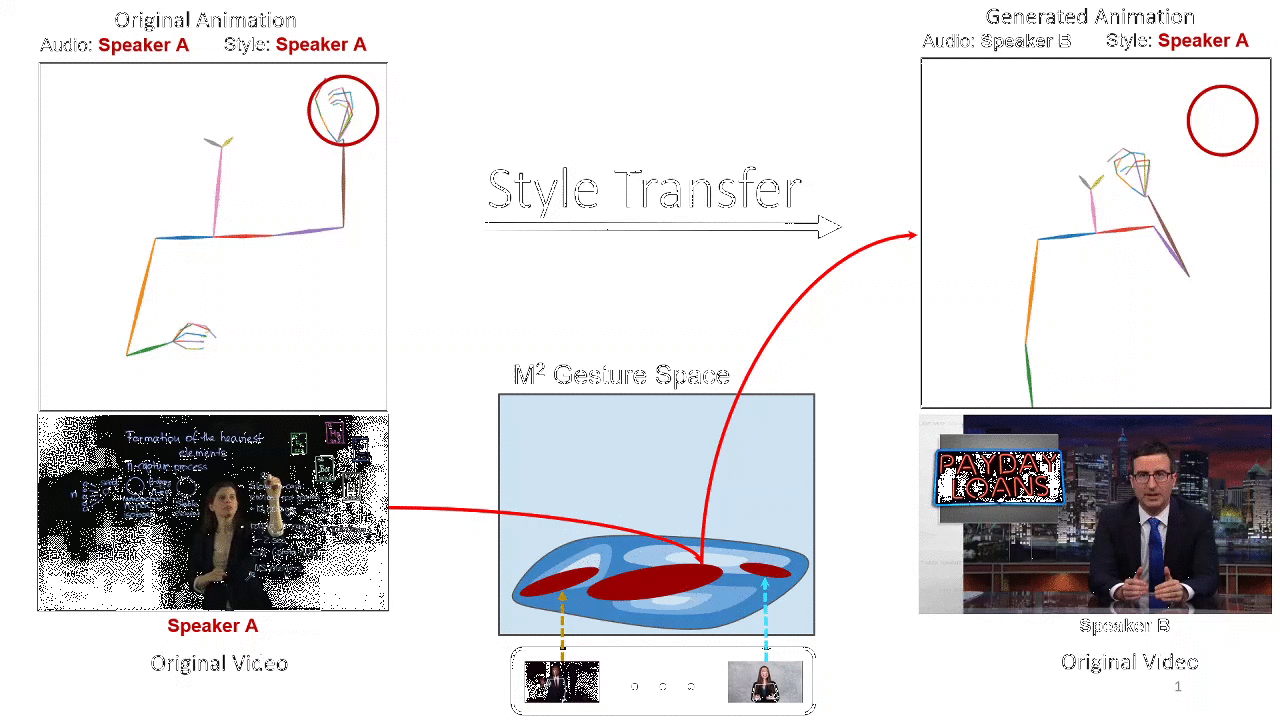 Original Animation
Audio: Speaker A Style: Speaker A
Generated Animation
Audio: Speaker B Style: Speaker A
Style Transfer
M² Gesture Space
Formation of the heaviest
elements
PAYDAY
LOANS
Speaker A
Original Video
Speaker B
Original Video
1